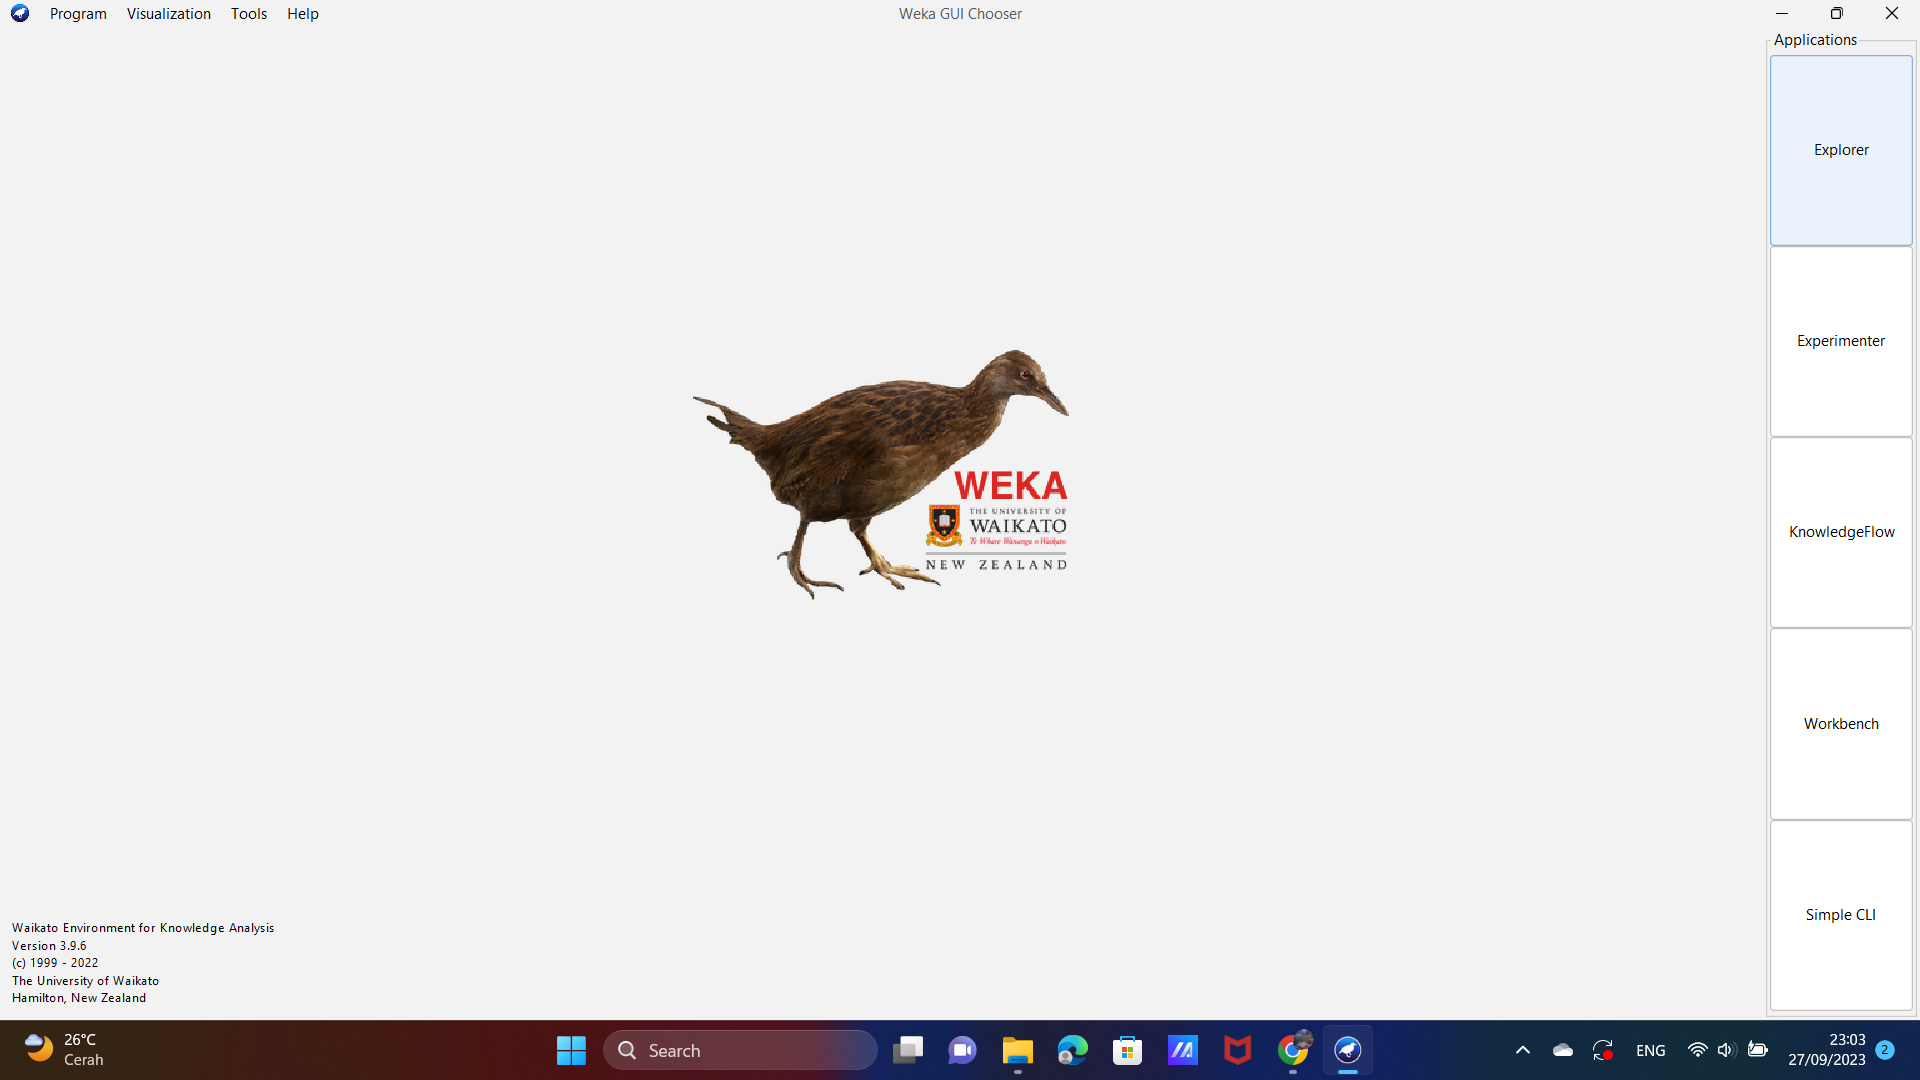 Program Visualization Tools Help
Weka GUI Chooser
Applications
Explorer
Experimenter
KnowledgeFlow
Workbench
Simple CLI
WEKA
THE UNIVERSITY OF
WAIKATO
Te Whare Wānanga o Waikato
NEW ZEALAND
Waikato Environment for Knowledge Analysis
Version 3.9.6
(c) 1999 - 2022
The University of Waikato
Hamilton, New Zealand
26°C
Cerah
Search
ENG
23:03
27/09/2023
2